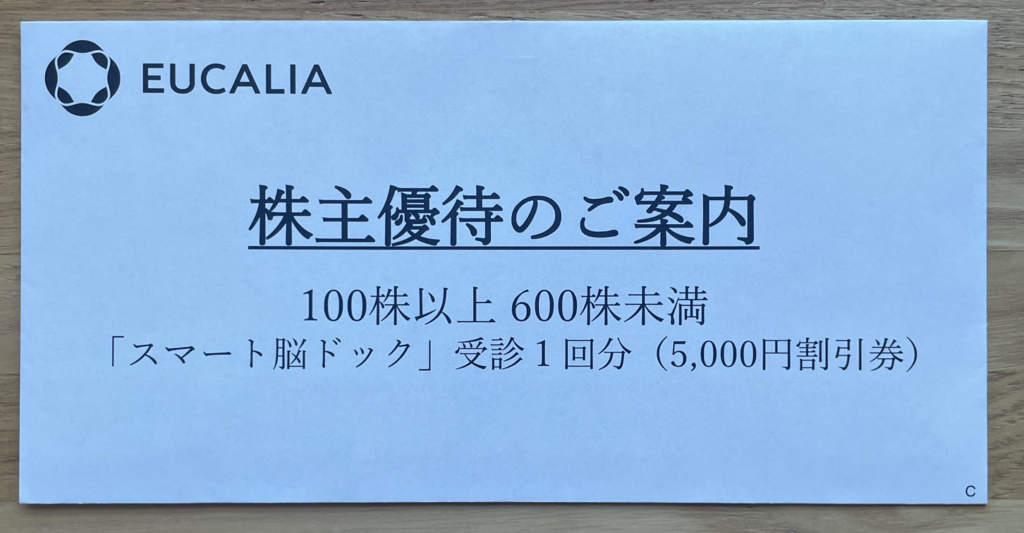 EUCALIA
株主優待のご案内
100株以上 600株未満
「スマート脳ドック」受診1回分（5,000円割引券）
C